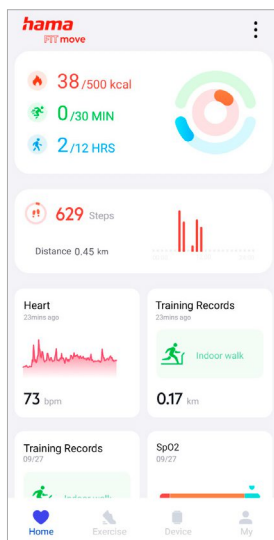 hama
FIT move
38/500 kcal
0/30 MIN
2/12 HRS
629 Steps
Distance 0.45 km
Heart
23mins ago
73 bpm
Training Records
23mins ago
Indoor walk
0.17 km
Training Records
09/27
SpO2
09/27
Home
Exercise
Device
My